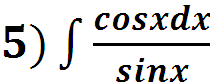 5) ∫ cosxdx / sinx